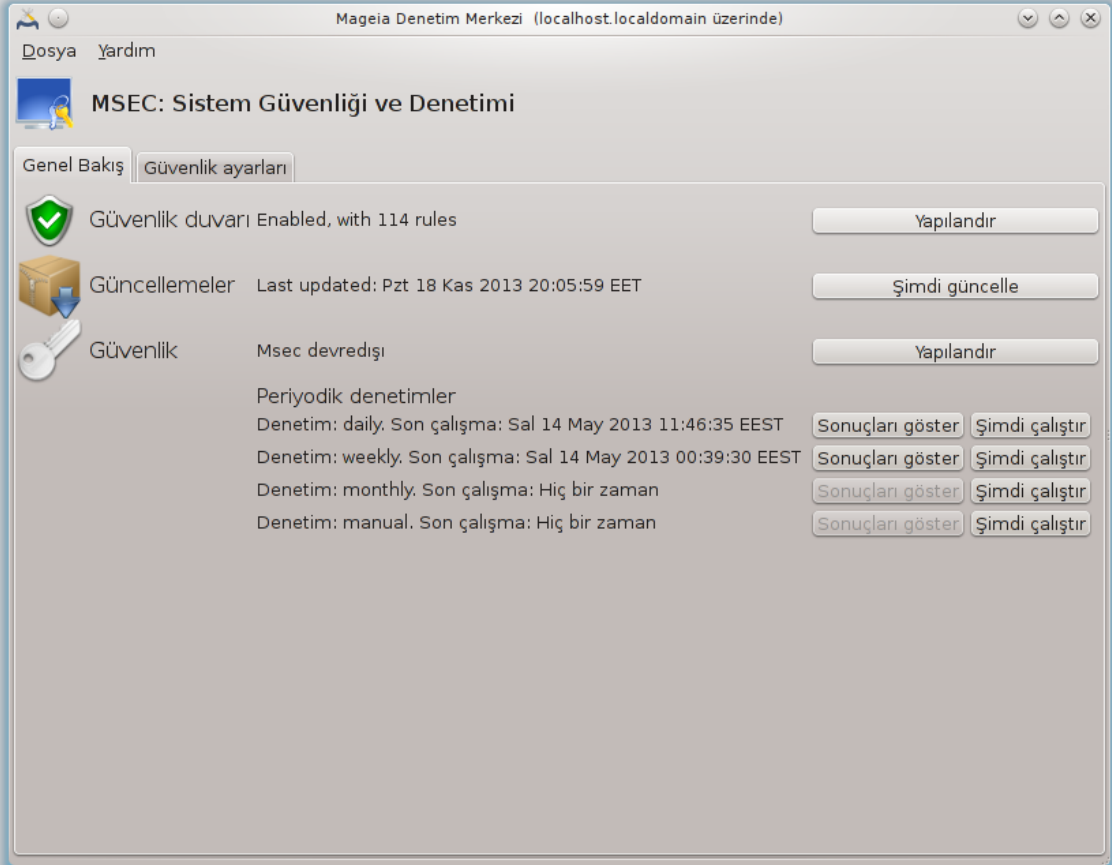 Mageia Denetim Merkezi (localhost.localdomain üzerinde)
Dosya Yardım
MSEC: Sistem Güvenliği ve Denetimi
Genel Bakış Güvenlik ayarları
Güvenlik duvarı Enabled, with 114 rules Yapılandır
Güncellemeler Last updated: Pzt 18 Kas 2013 20:05:59 EET Şimdi güncelle
Güvenlik Msec devredışı Yapılandır
Periyodik denetimler
Denetim: daily. Son çalışma: Sal 14 May 2013 11:46:35 EEST Sonuçları göster Şimdi çalıştır
Denetim: weekly. Son çalışma: Sal 14 May 2013 00:39:30 EEST Sonuçları göster Şimdi çalıştır
Denetim: monthly. Son çalışma: Hiç bir zaman Sonuçları göster Şimdi çalıştır
Denetim: manual. Son çalışma: Hiç bir zaman Sonuçları göster Şimdi çalıştır